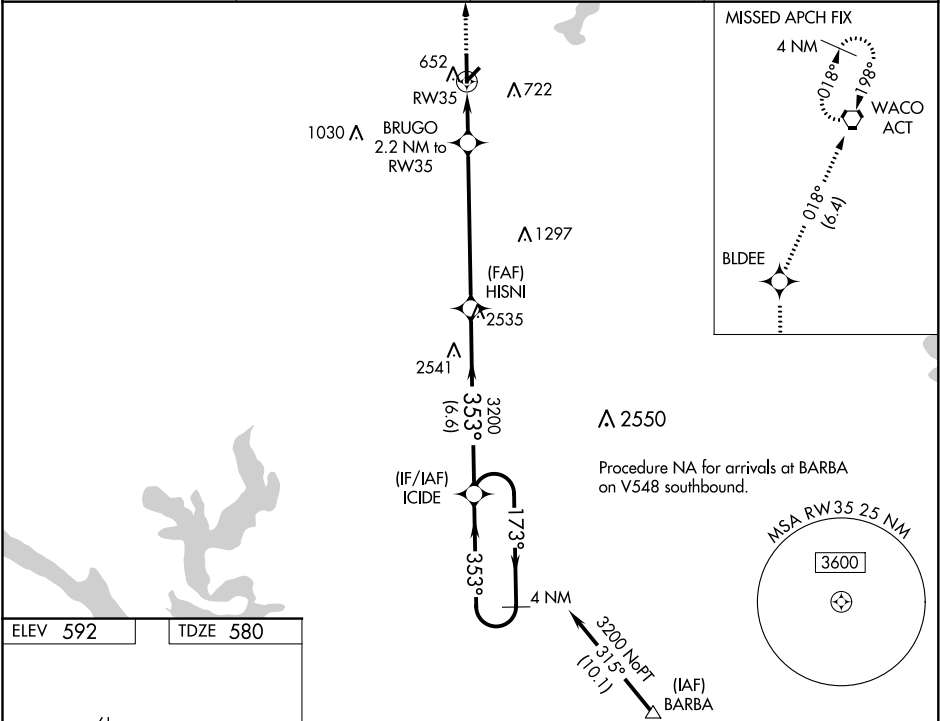 MISSED APCH FIX
4 NM
018°
198°
WACO
ACT
018°
(6.4)
BLDEE
652
RW35
722
1030
BRUGO
2.2 NM to
RW35
1297
(FAF)
HISNI
2535
2541
3200
353°
(6.6)
2550
Procedure NA for arrivals at BARBA
on V548 southbound.
(IF/IAF)
ICIDE
173°
353°
4 NM
3200 NoPT
315°
(10.1)
(IAF)
BARBA
MSA RW35 25 NM
3600
ELEV 592
TDZE 580